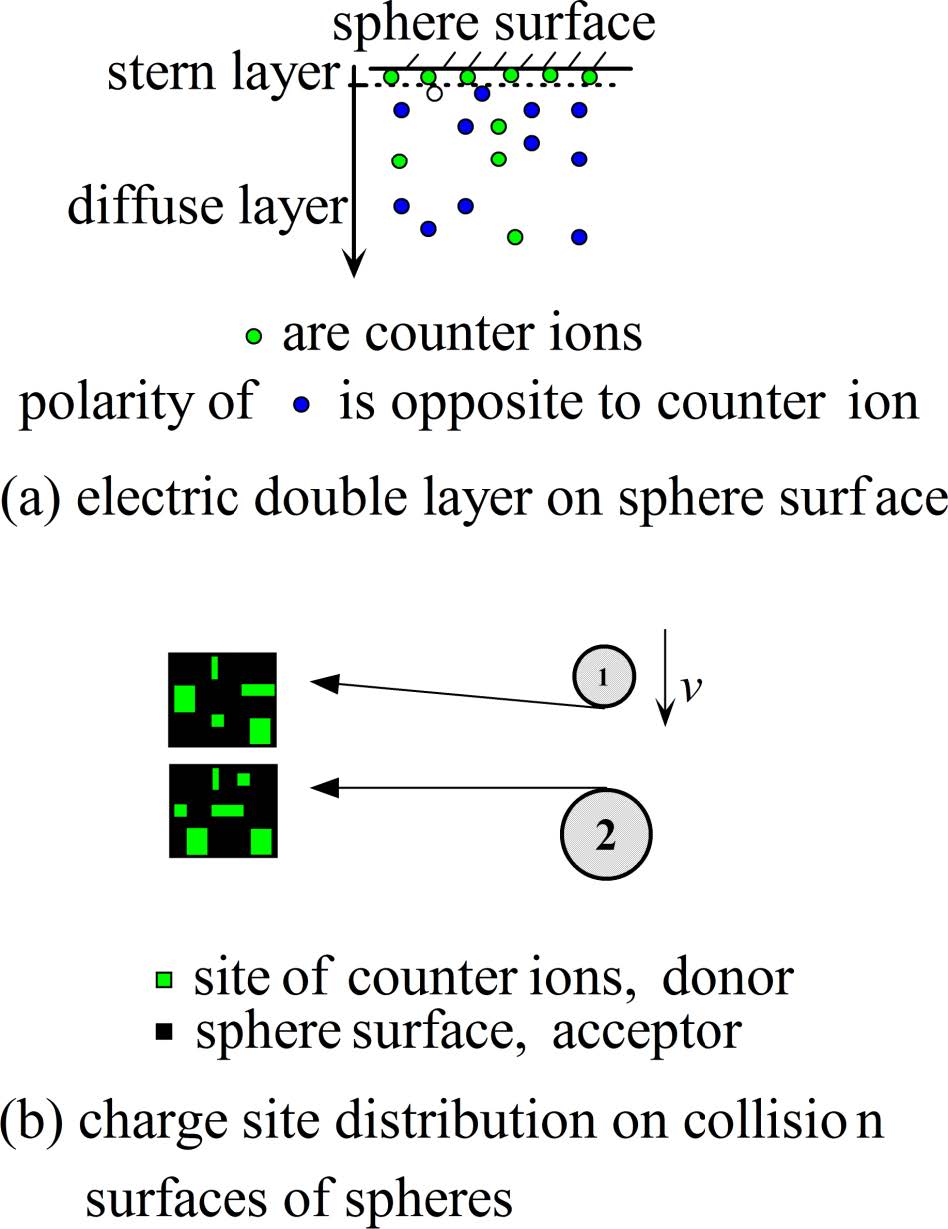 sphere surface
stern layer
diffuse layer
are counter ions
polarity of is opposite to counter ion
(a) electric double layer on sphere surface
1
v
2
site of counter ions, donor
sphere surface, acceptor
(b) charge site distribution on collision
surfaces of spheres